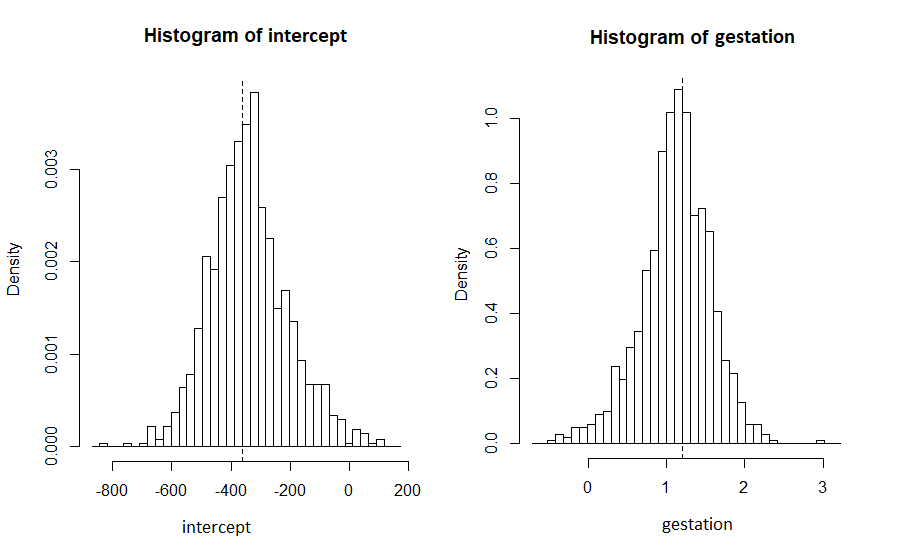 Histogram of intercept
Density
0.003
0.002
0.001
0.000
-800 -600 -400 -200 0 200
intercept
Histogram of gestation
Density
1.0
0.8
0.6
0.4
0.2
0.0
0 1 2 3
gestation